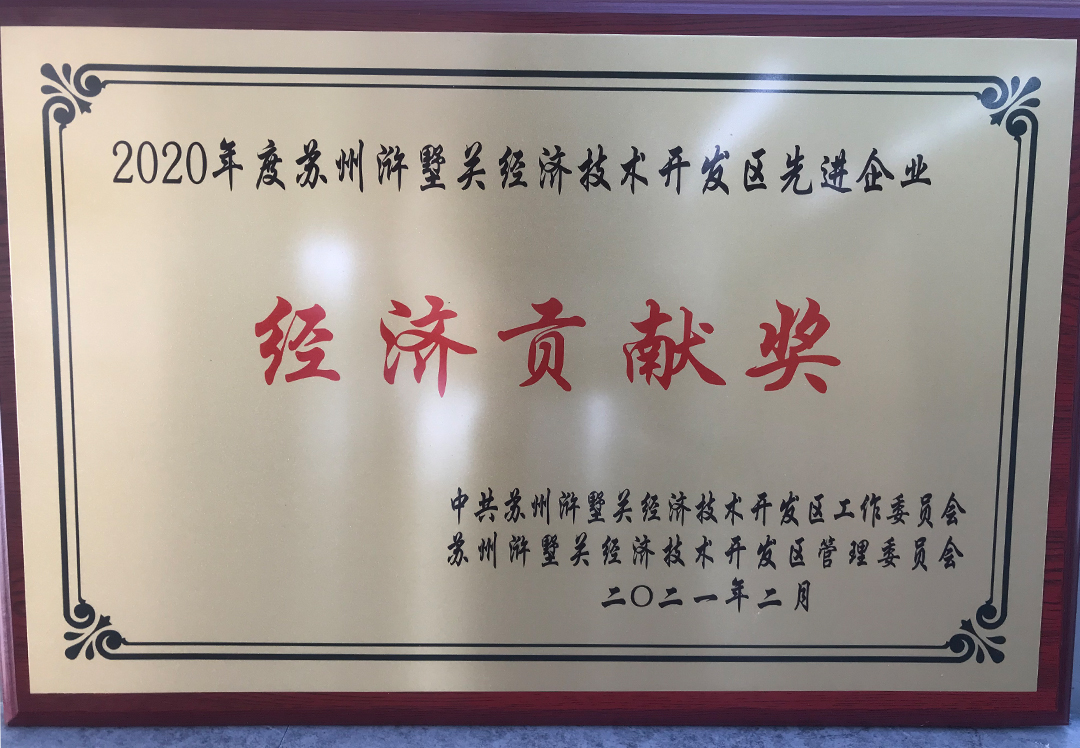 2020年度苏州浒墅关经济技术开发区先进企业
经济贡献奖
中共苏州浒墅关经济技术开发区工作委员会
苏州浒墅关经济技术开发区管理委员会
二〇二一年二月